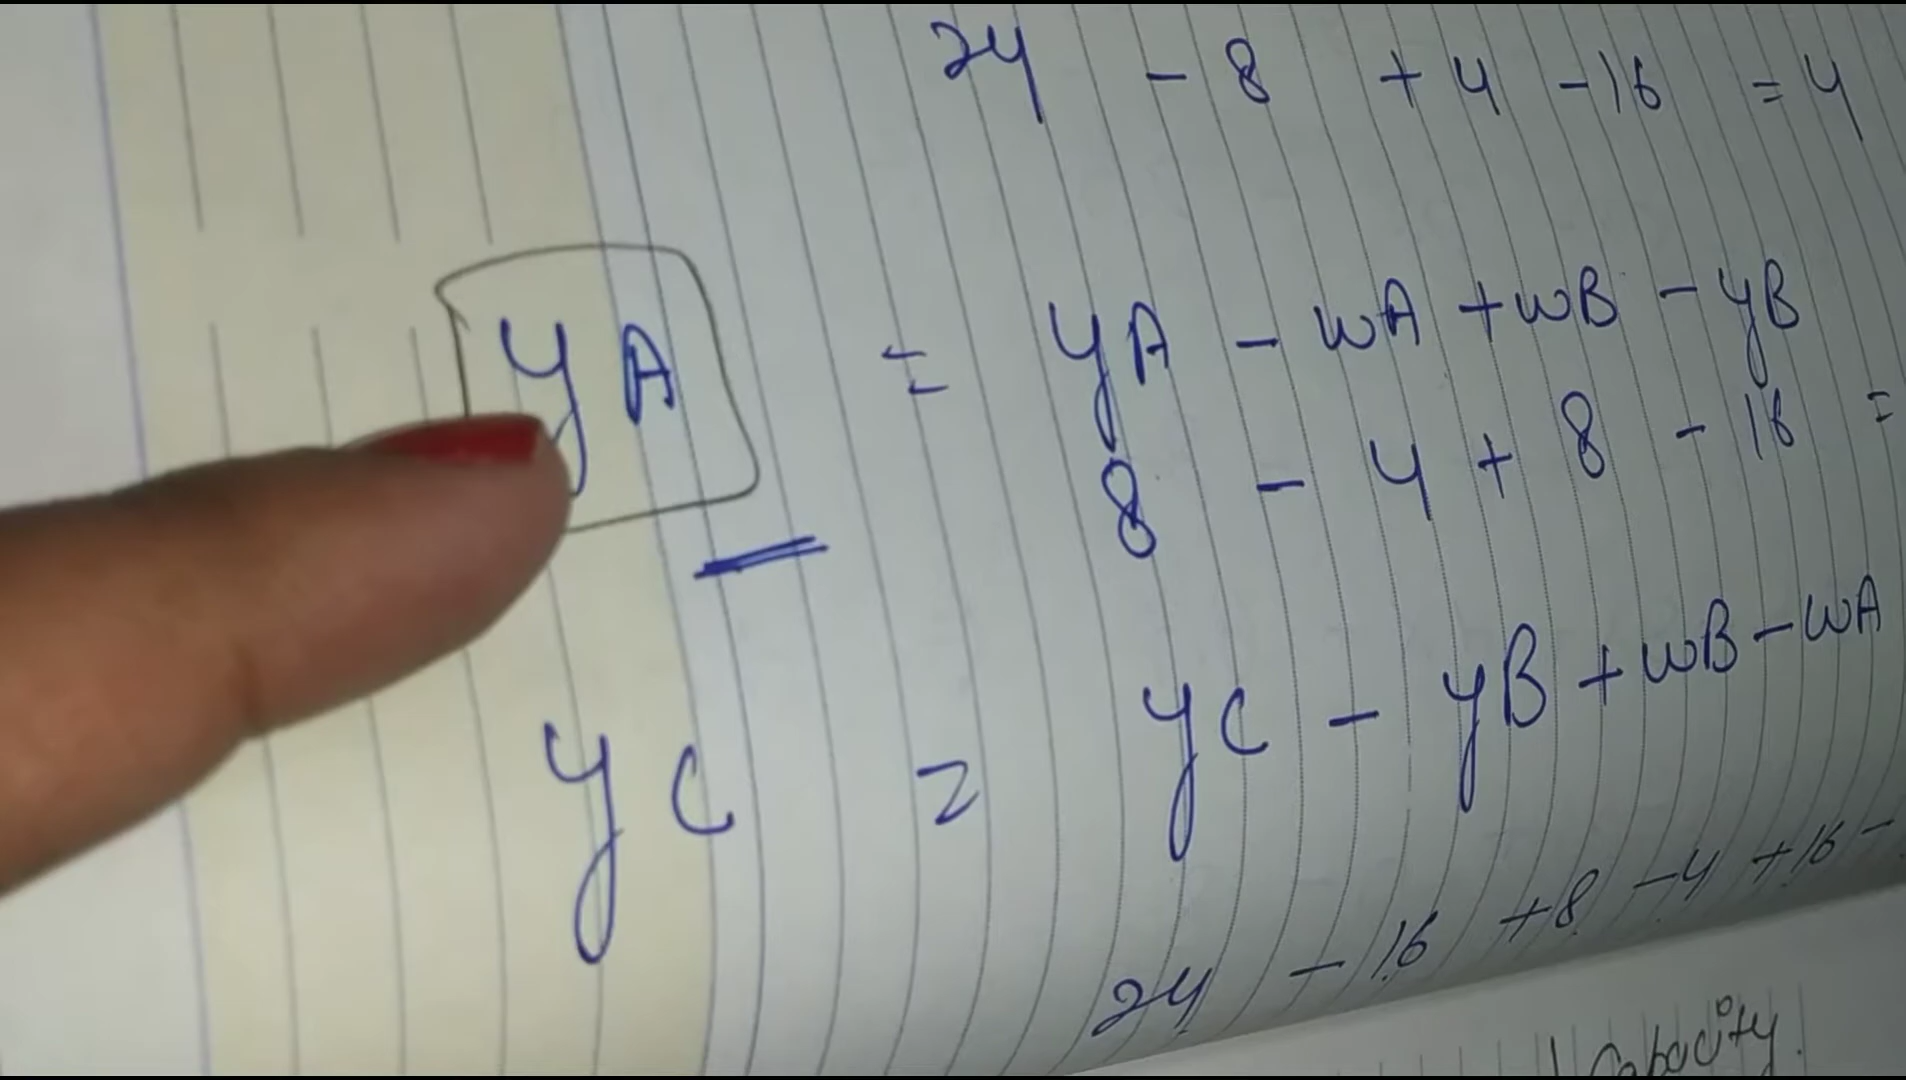 24 - 8 + 4 - 16 = 4
yA = yA - wA + wB - yB
8 - 4 + 8 - 16 =
yC = yC - yB + wB - wA
24 - 16 + 8 - 4 + 16 -
Capacity.